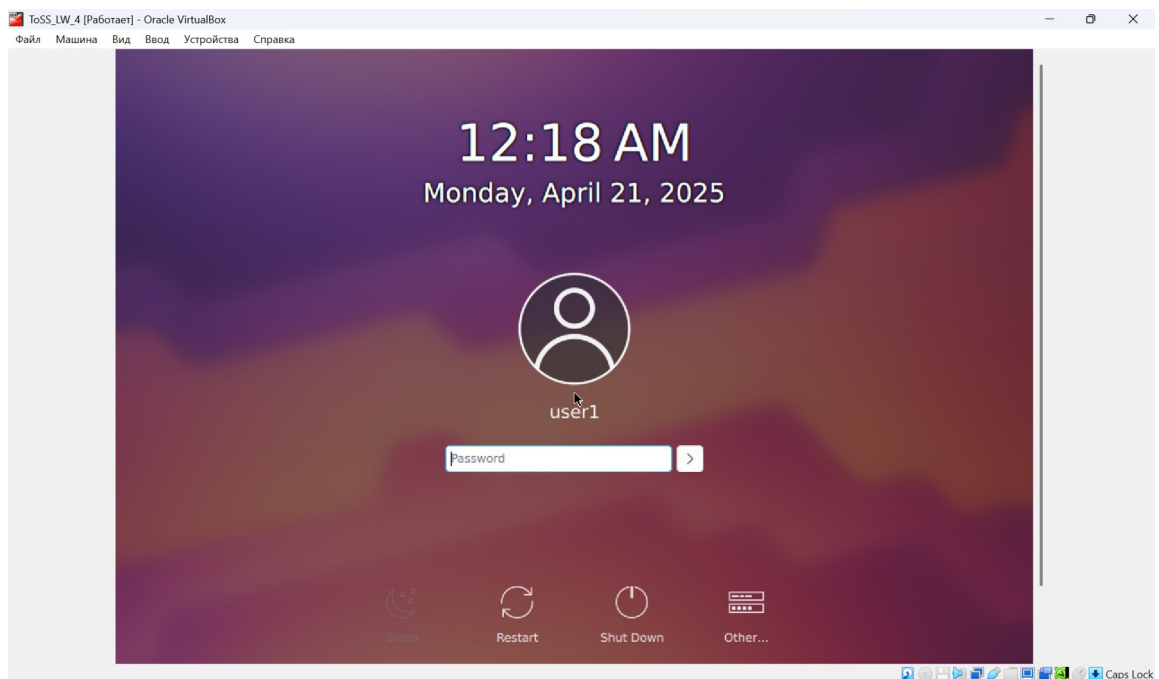 ToSS_LW_4 [Работает] - Oracle VirtualBox
Файл Машина Вид Ввод Устройства Справка
12:18 AM
Monday, April 21, 2025
user1
Password
Sleep Restart Shut Down Other...
Caps Lock